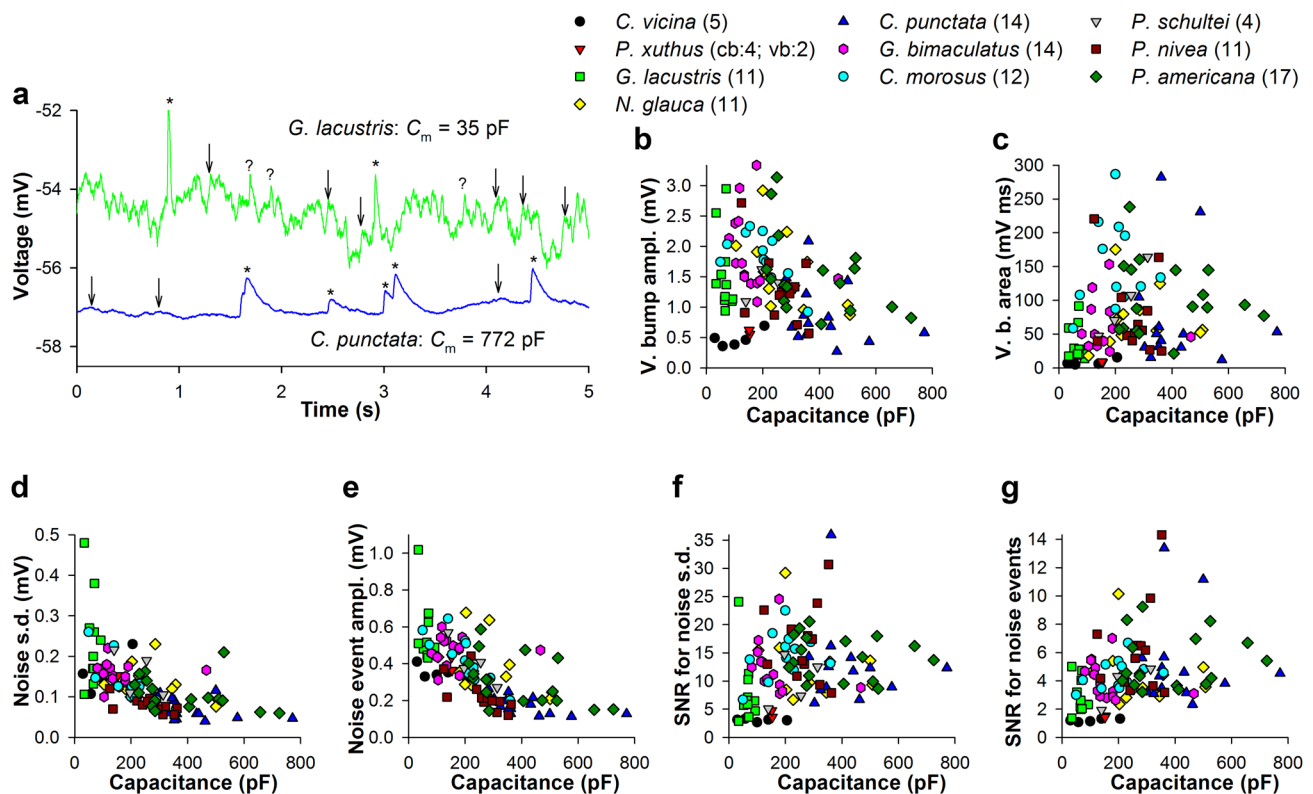 C. vicina (5)
P. xuthus (cb:4; vb:2)
G. lacustris (11)
N. glauca (11)
C. punctata (14)
G. bimaculatus (14)
C. morosus (12)
P. schultei (4)
P. nivea (11)
P. americana (17)
a
-52
-54
-56
-58
Voltage (mV)
G. lacustris: Cm = 35 pF
* ? ? * ?
* * * * *
C. punctata: Cm = 772 pF
0 1 2 3 4 5
Time (s)
b
3.0
2.5
2.0
1.5
1.0
0.5
0.0
V. bump ampl. (mV)
0 200 400 600 800
Capacitance (pF)
c
300
250
200
150
100
50
0
V. b. area (mV ms)
0 200 400 600 800
Capacitance (pF)
d
0.5
0.4
0.3
0.2
0.1
0.0
Noise s.d. (mV)
0 200 400 600 800
Capacitance (pF)
e
1.0
0.8
0.6
0.4
0.2
0.0
Noise event ampl. (mV)
0 200 400 600 800
Capacitance (pF)
f
35
30
25
20
15
10
5
0
SNR for noise s.d.
0 200 400 600 800
Capacitance (pF)
g
14
12
10
8
6
4
2
0
SNR for noise events
0 200 400 600 800
Capacitance (pF)